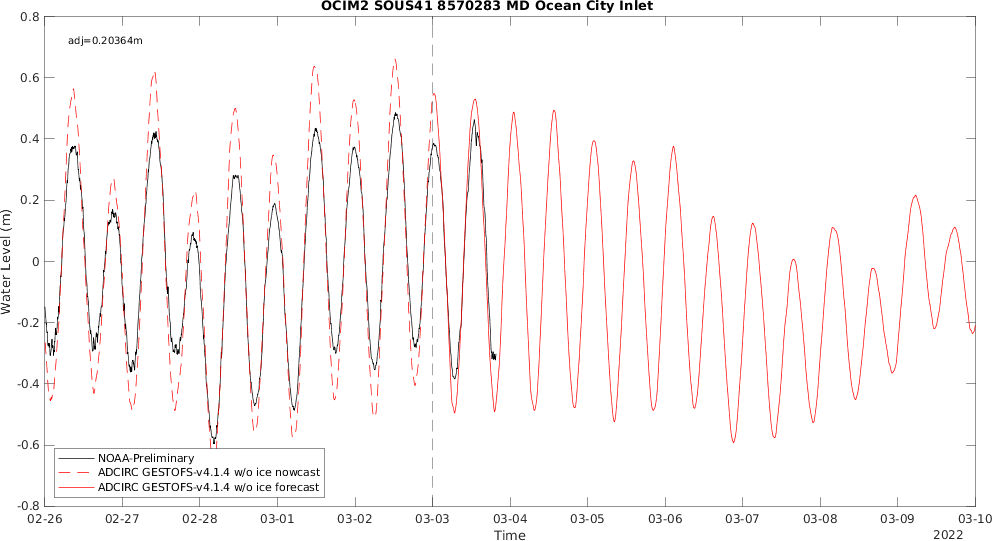 OCIM2 SOUS41 8570283 MD Ocean City Inlet
adj=0.20364m
0.8
0.6
0.4
0.2
0
-0.2
-0.4
-0.6
-0.8
Water Level (m)
NOAA-Preliminary
ADCIRC GESTOFS-v4.1.4 w/o ice nowcast
ADCIRC GESTOFS-v4.1.4 w/o ice forecast
02-26 02-27 02-28 03-01 03-02 03-03 03-04 03-05 03-06 03-07 03-08 03-09 03-10
Time
2022